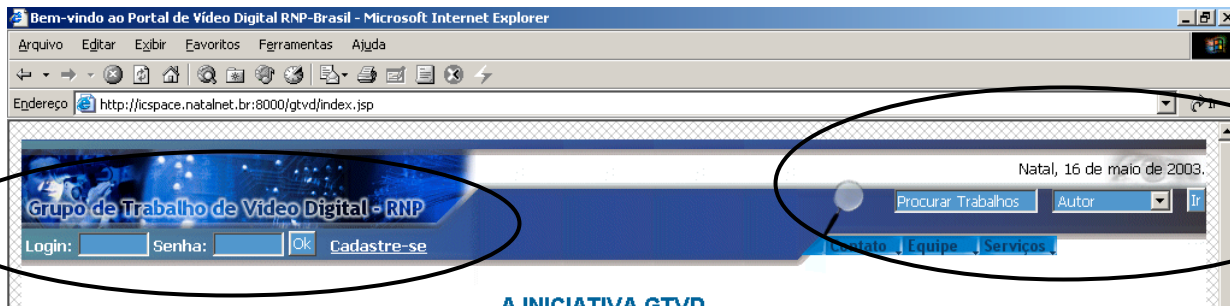 Bem-vindo ao Portal de Vídeo Digital RNP-Brasil - Microsoft Internet Explorer
Arquivo Editar Exibir Favoritos Ferramentas Ajuda
Endereço http://icspace.natalnet.br:8000/gtvd/index.jsp Ir
Natal, 16 de maio de 2003.
Procurar Trabalhos Autor Ir
Grupo de Trabalho de Vídeo Digital - RNP
Login: Senha: Ok Cadastre-se
Contato Equipe Serviços
A INICIATIVA GTVD